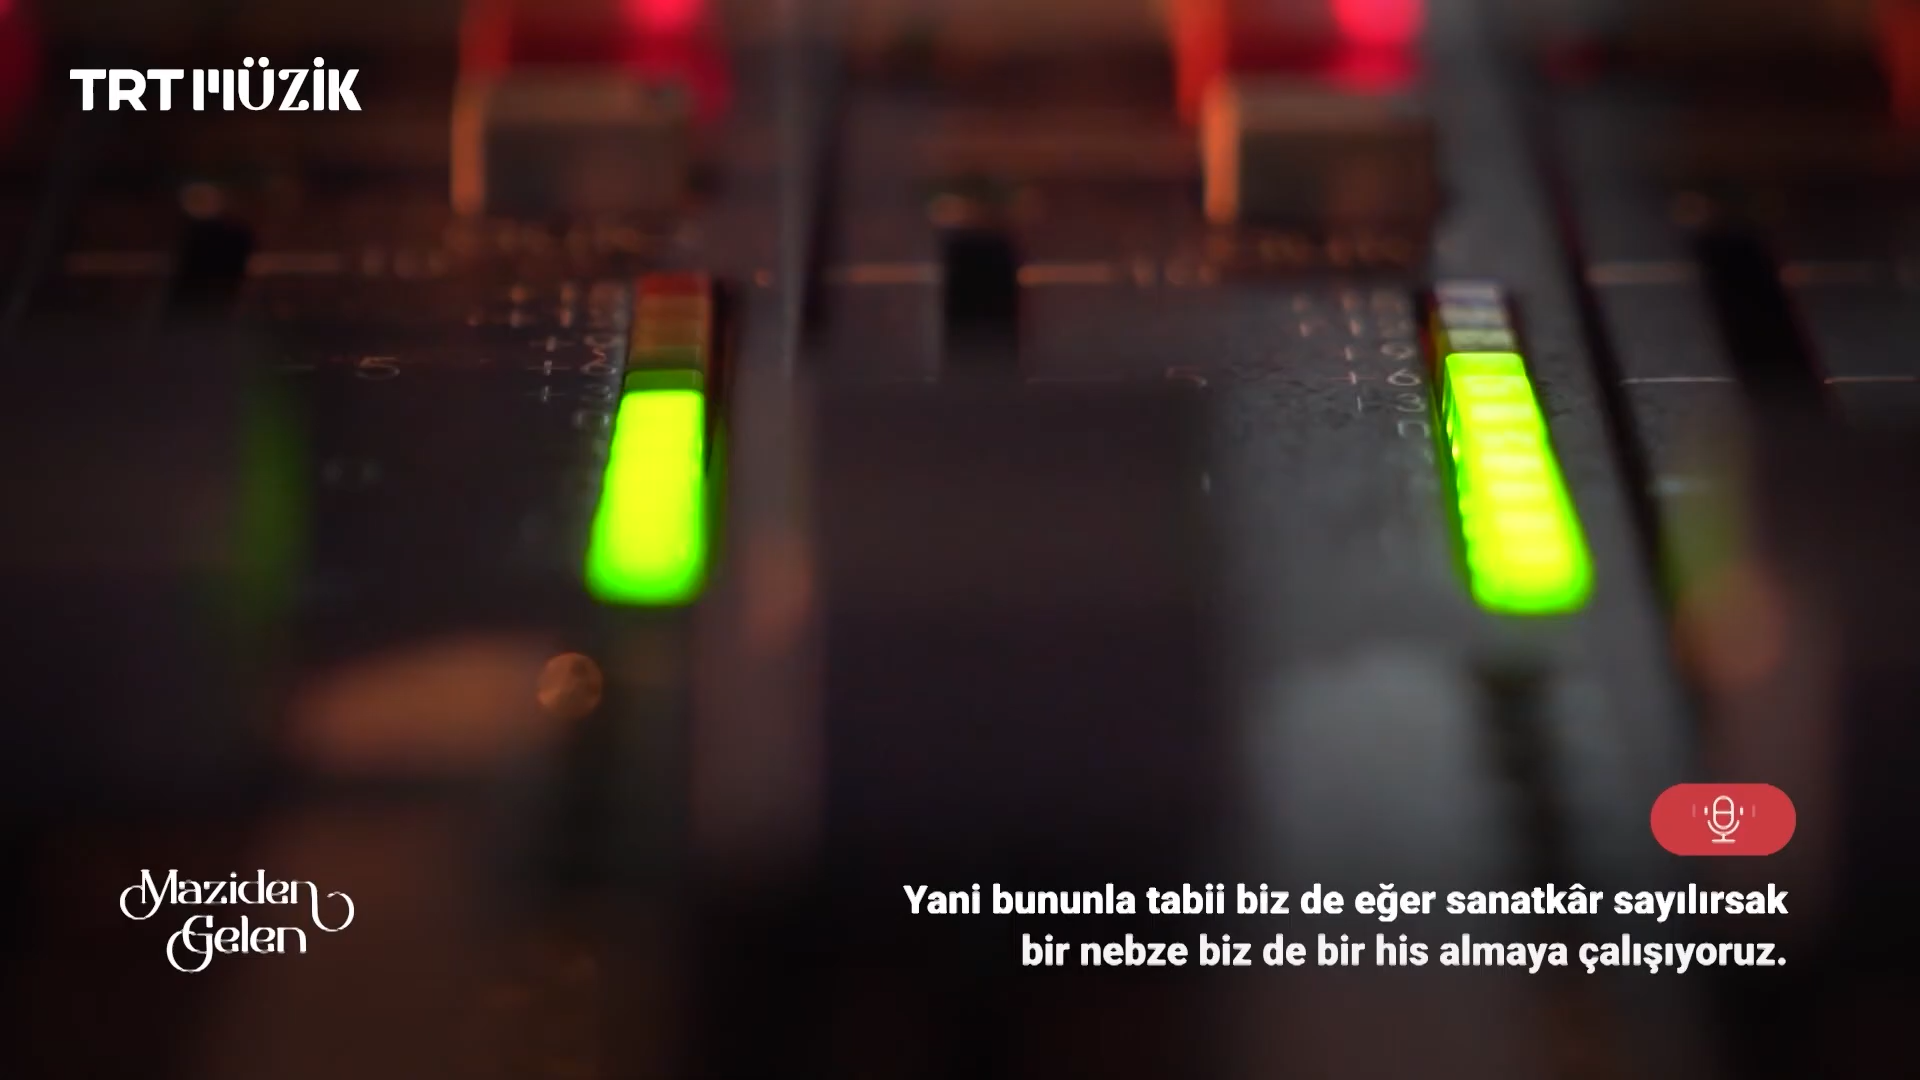 TRT MÜZİK
Maziden
Gelen
Yani bununla tabii biz de eğer sanatkâr sayılırsak
bir nebze biz de bir his almaya çalışıyoruz.